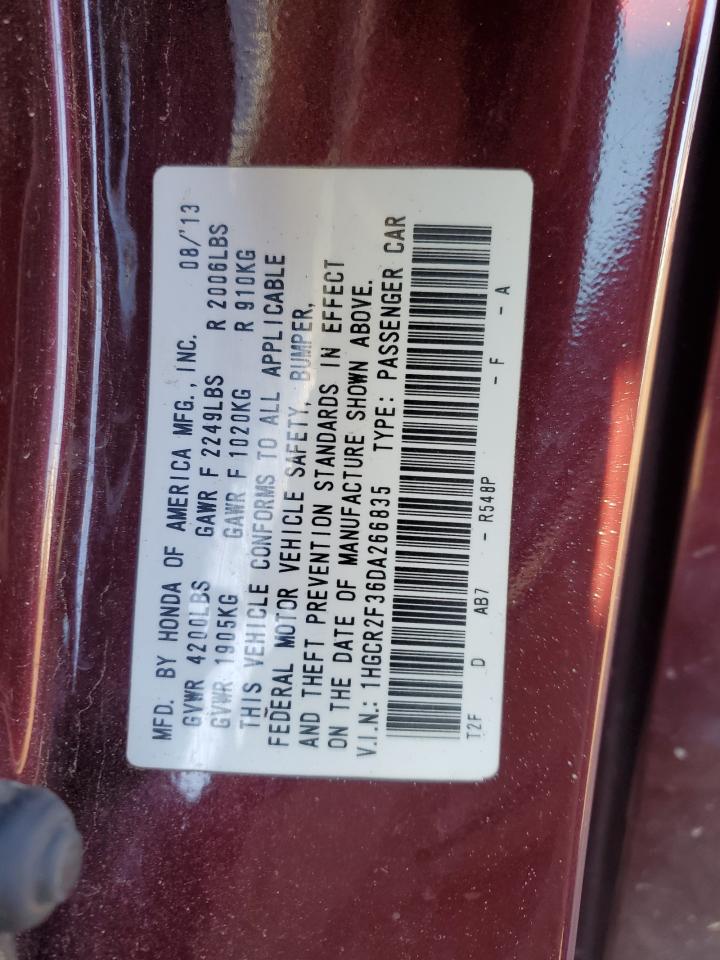 MFD. BY HONDA OF AMERICA MFG., INC. 08/'13
GVWR 4200LBS GAWR F 2249LBS R 2006LBS
GVWR 1905KG GAWR F 1020KG R 910KG
THIS VEHICLE CONFORMS TO ALL APPLICABLE
FEDERAL MOTOR VEHICLE SAFETY, BUMPER,
AND THEFT PREVENTION STANDARDS IN EFFECT
ON THE DATE OF MANUFACTURE SHOWN ABOVE.
V.I.N.: 1HGCR2F36DA266835 TYPE: PASSENGER CAR
T2F D AB7 - R548P - F - A